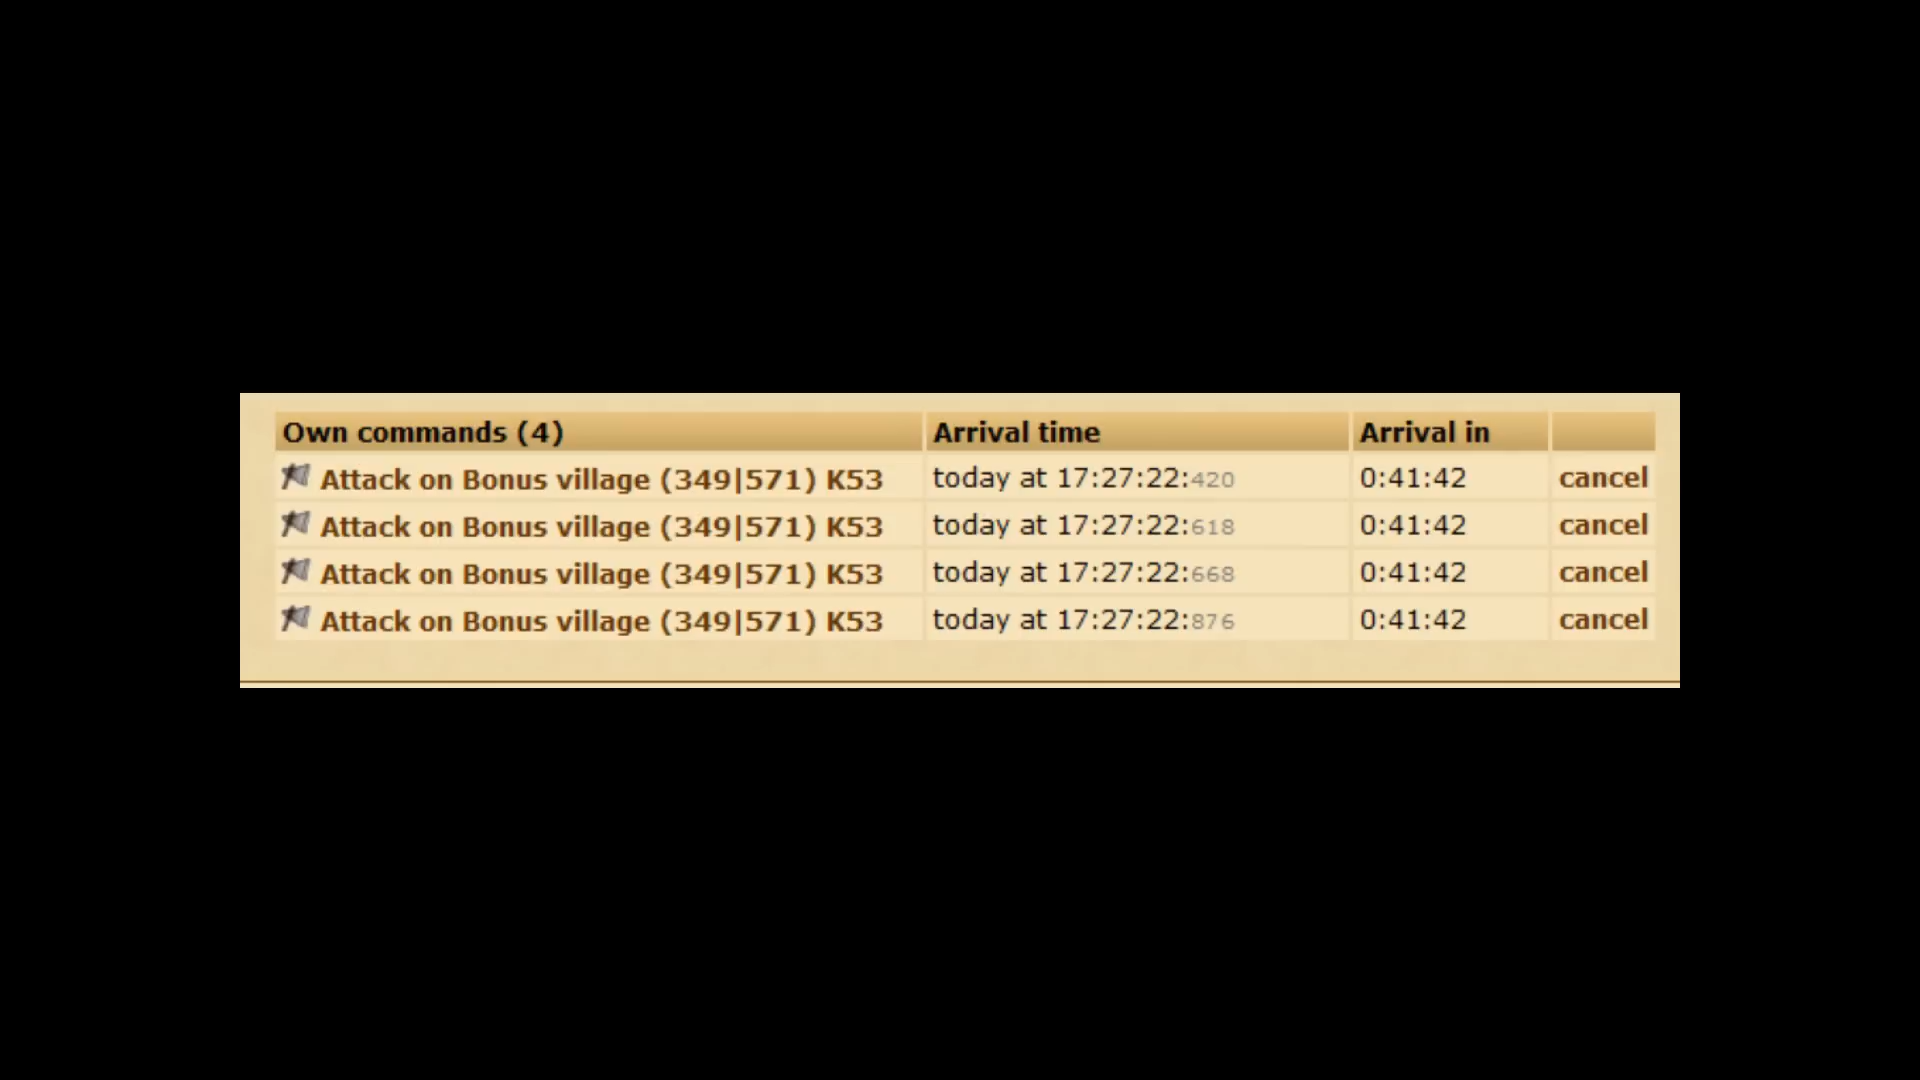 Own commands (4) Arrival time Arrival in
Attack on Bonus village (349|571) K53 today at 17:27:22:420 0:41:42 cancel
Attack on Bonus village (349|571) K53 today at 17:27:22:618 0:41:42 cancel
Attack on Bonus village (349|571) K53 today at 17:27:22:668 0:41:42 cancel
Attack on Bonus village (349|571) K53 today at 17:27:22:876 0:41:42 cancel